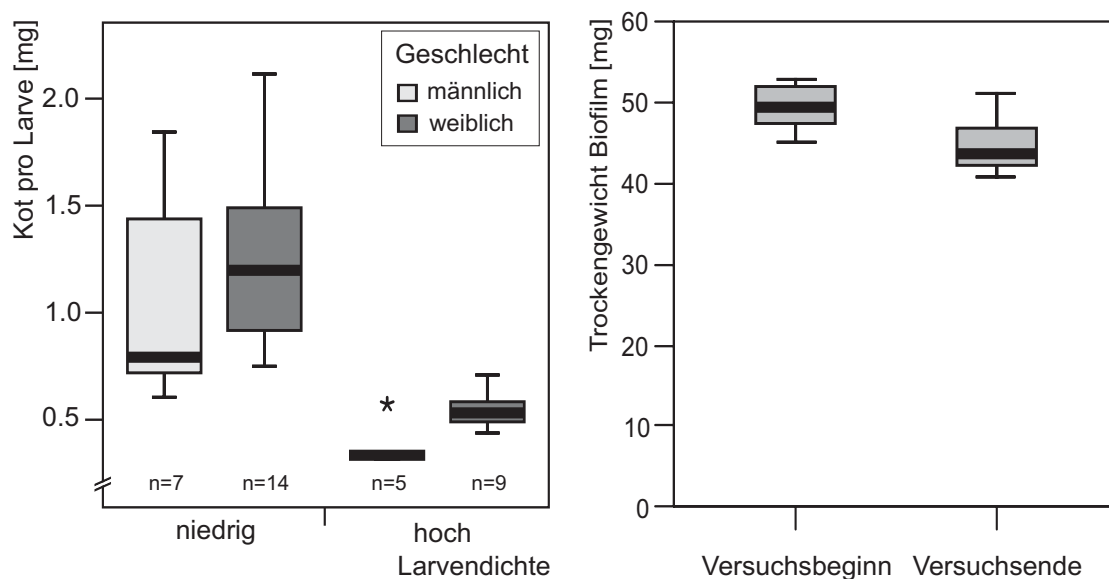 Kot pro Larve [mg]
2.0
1.5
1.0
0.5
Geschlecht
männlich
weiblich
n=7 n=14 n=5 n=9
niedrig hoch
Larvendichte
Trockengewicht Biofilm [mg]
60
50
40
30
20
10
0
Versuchsbeginn Versuchsende